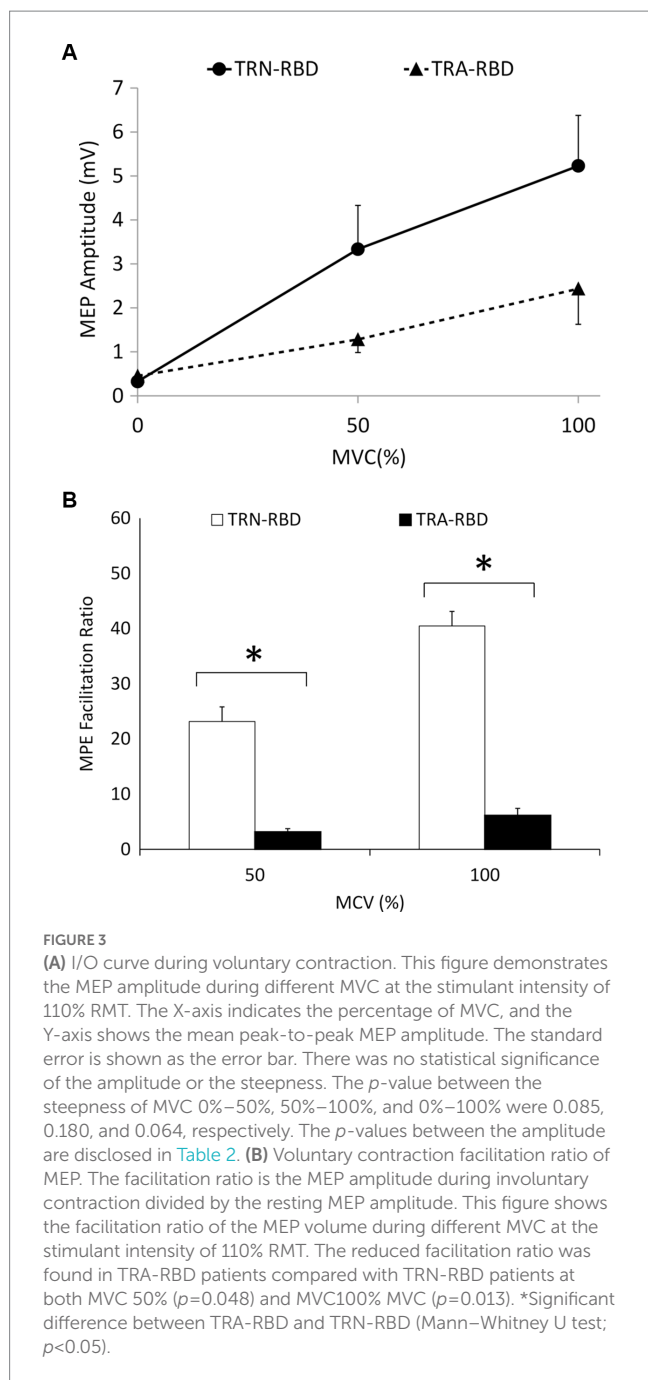 A
TRN-RBD TRA-RBD
7
6
5
4
3
2
1
0
MEP Amptitude (mV)
0 50 100
MVC(%)
B
TRN-RBD TRA-RBD
60
50
40
30
20
10
0
MPE Facilitation Ratio
* *
50 100
MCV (%)
FIGURE 3
(A) I/O curve during voluntary contraction. This figure demonstrates
the MEP amplitude during different MVC at the stimulant intensity of
110% RMT. The X-axis indicates the percentage of MVC, and the
Y-axis shows the mean peak-to-peak MEP amplitude. The standard
error is shown as the error bar. There was no statistical significance
of the amplitude or the steepness. The p-value between the
steepness of MVC 0%–50%, 50%–100%, and 0%–100% were 0.085,
0.180, and 0.064, respectively. The p-values between the amplitude
are disclosed in Table 2. (B) Voluntary contraction facilitation ratio of
MEP. The facilitation ratio is the MEP amplitude during involuntary
contraction divided by the resting MEP amplitude. This figure shows
the facilitation ratio of the MEP volume during different MVC at the
stimulant intensity of 110% RMT. The reduced facilitation ratio was
found in TRA-RBD patients compared with TRN-RBD patients at
both MVC 50% (p=0.048) and MVC100% MVC (p=0.013). *Significant
difference between TRA-RBD and TRN-RBD (Mann–Whitney U test;
p<0.05).